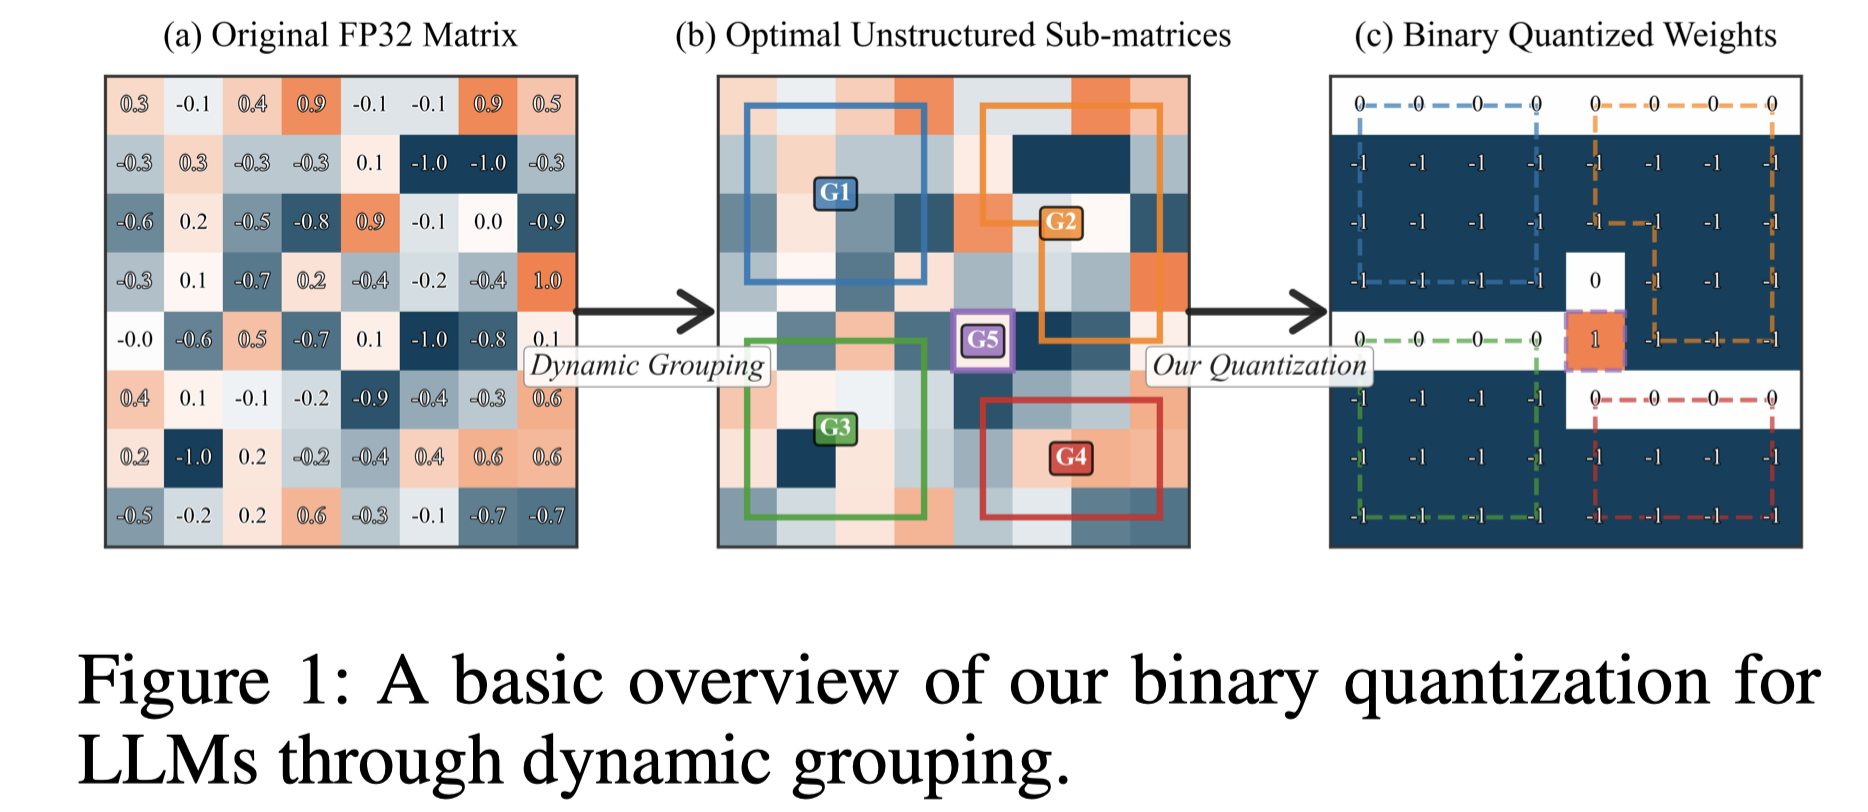 (a) Original FP32 Matrix
(b) Optimal Unstructured Sub-matrices
(c) Binary Quantized Weights
0.3 -0.1 0.4 0.9 -0.1 -0.1 0.9 0.5
-0.3 0.3 -0.3 -0.3 0.1 -1.0 -1.0 -0.3
-0.6 0.2 -0.5 -0.8 0.9 -0.1 0.0 -0.9
-0.3 0.1 -0.7 0.2 -0.4 -0.2 -0.4 1.0
-0.0 -0.6 0.5 -0.7 0.1 -1.0 -0.8 0.1
0.4 0.1 -0.1 -0.2 -0.9 -0.4 -0.3 0.6
0.2 -1.0 0.2 -0.2 -0.4 0.4 0.6 0.6
-0.5 -0.2 0.2 0.6 -0.3 -0.1 -0.7 -0.7
Dynamic Grouping
G1
G2
G5
G3
G4
Our Quantization
0 0 0 0 0 0 0 0
-1 -1 -1 -1 -1 -1 -1 -1
-1 -1 -1 -1 -1 -1 -1 -1
-1 -1 -1 -1 0 -1 -1 -1
0 0 0 0 1 -1 -1 -1
-1 -1 -1 -1 0 0 0 0
-1 -1 -1 -1 -1 -1 -1 -1
-1 -1 -1 -1 -1 -1 -1 -1
Figure 1: A basic overview of our binary quantization for
LLMs through dynamic grouping.